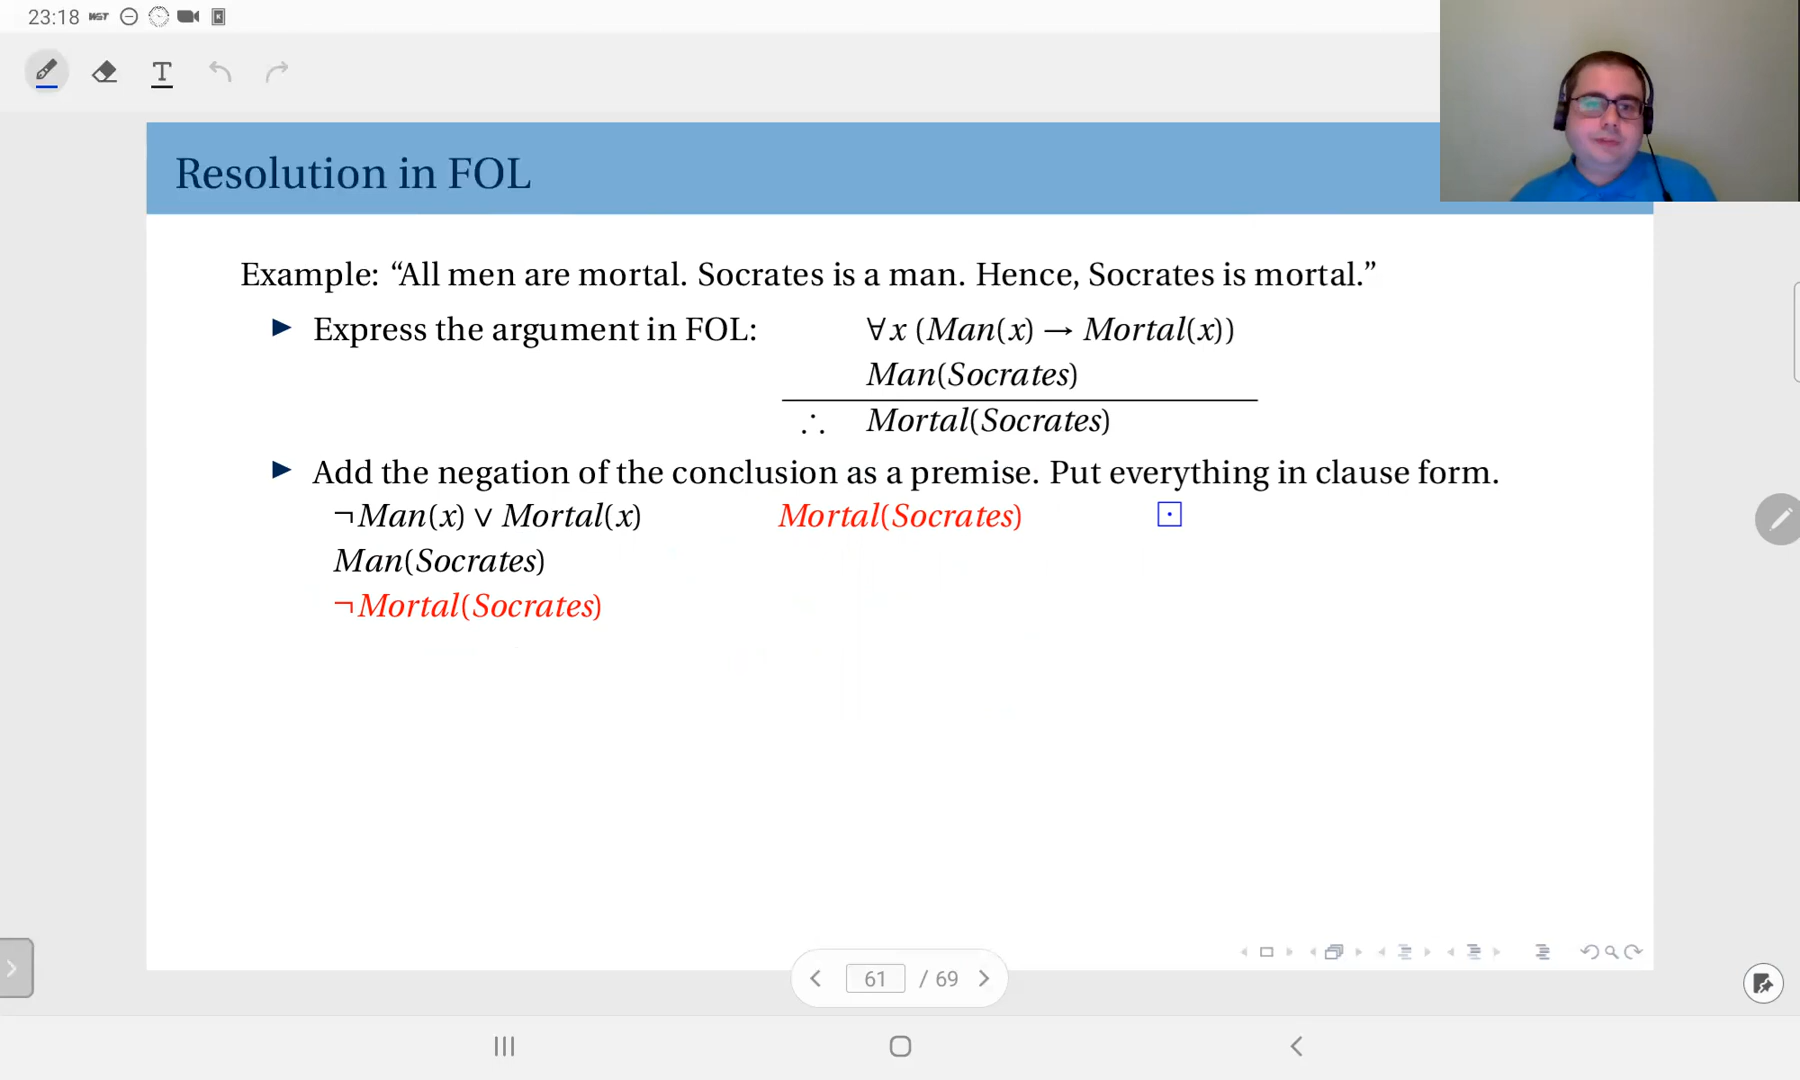 23:18 WST
Resolution in FOL
Example: “All men are mortal. Socrates is a man. Hence, Socrates is mortal.”
► Express the argument in FOL: ∀x (Man(x) → Mortal(x))
Man(Socrates)
∴ Mortal(Socrates)
► Add the negation of the conclusion as a premise. Put everything in clause form.
¬Man(x) ∨ Mortal(x) Mortal(Socrates) ⊡
Man(Socrates)
¬Mortal(Socrates)
61 / 69